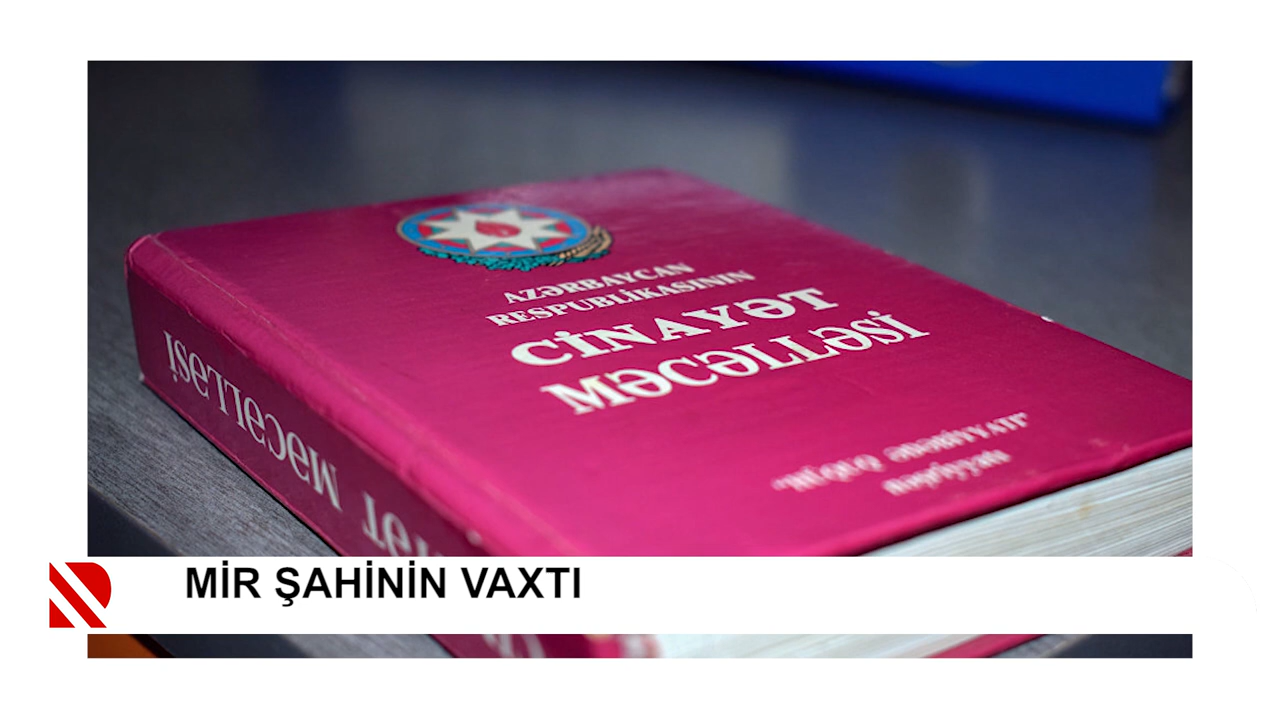 AZƏRBAYCAN
RESPUBLİKASININ
CİNAYƏT
MƏCƏLLƏSİ
MƏCƏLLƏSİ
MİR ŞAHİNİN VAXTI